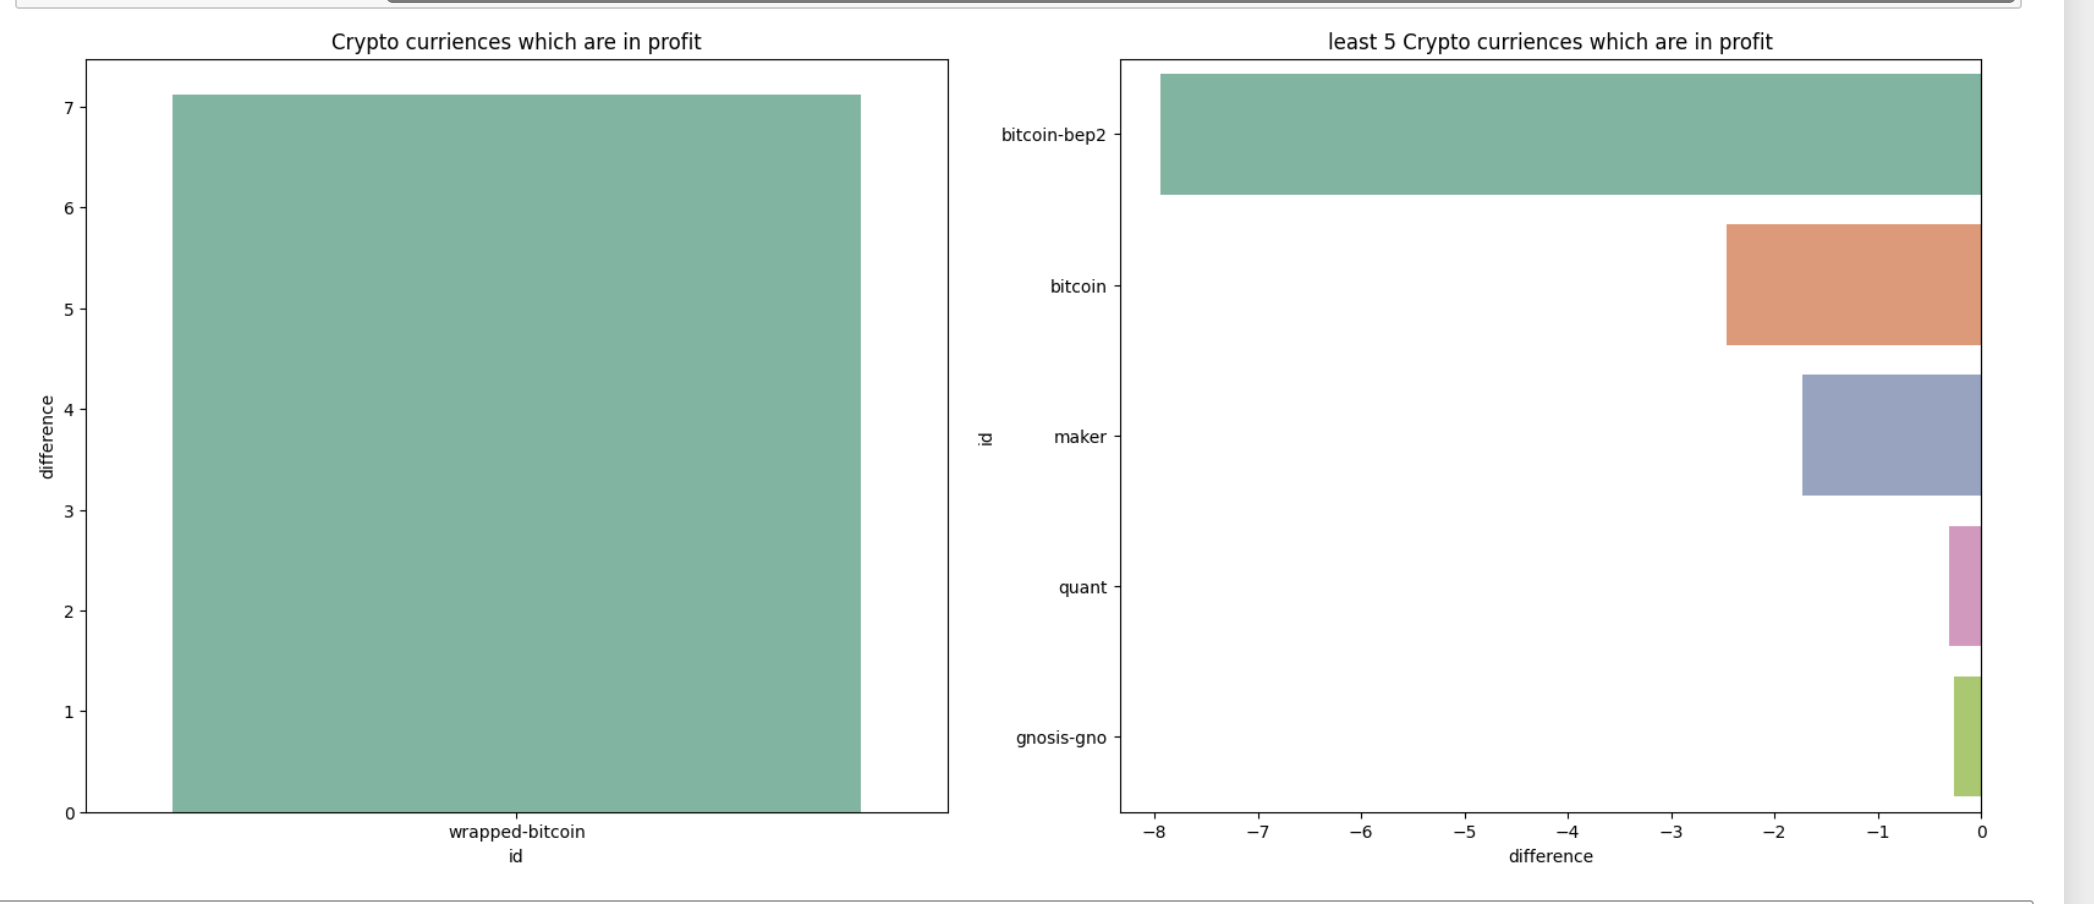 Crypto curriences which are in profit
7
6
5
4
3
2
1
0
difference
wrapped-bitcoin
id
least 5 Crypto curriences which are in profit
bitcoin-bep2
bitcoin
maker
quant
gnosis-gno
id
−8 −7 −6 −5 −4 −3 −2 −1 0
difference